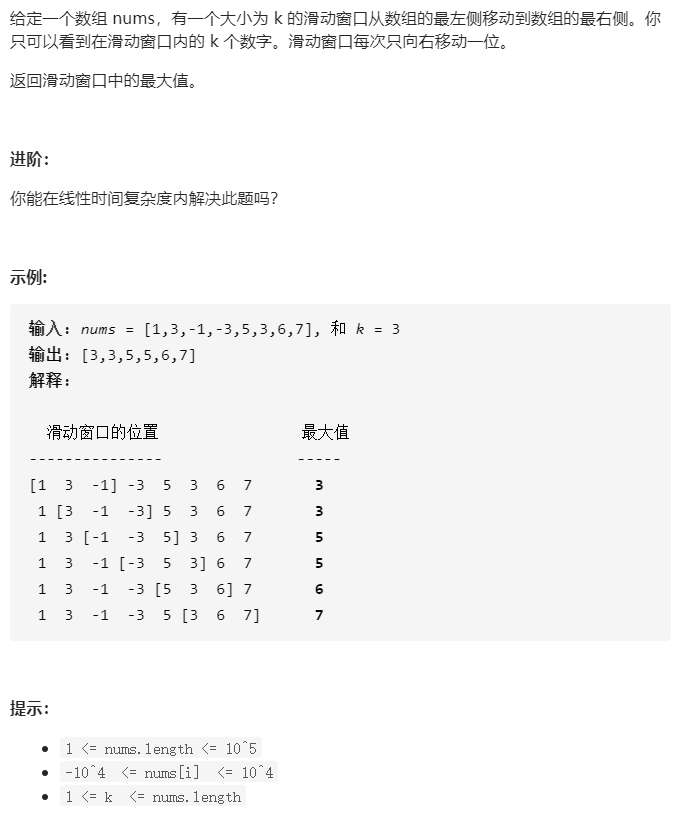 给定一个数组 nums，有一个大小为 k 的滑动窗口从数组的最左侧移动到数组的最右侧。你
只可以看到在滑动窗口内的 k 个数字。滑动窗口每次只向右移动一位。
返回滑动窗口中的最大值。
进阶：
你能在线性时间复杂度内解决此题吗？
示例:
输入: nums = [1,3,-1,-3,5,3,6,7], 和 k = 3
输出: [3,3,5,5,6,7]
解释:
滑动窗口的位置 最大值
--------------- -----
[1 3 -1] -3 5 3 6 7 3
1 [3 -1 -3] 5 3 6 7 3
1 3 [-1 -3 5] 3 6 7 5
1 3 -1 [-3 5 3] 6 7 5
1 3 -1 -3 [5 3 6] 7 6
1 3 -1 -3 5 [3 6 7] 7
提示：
1 <= nums.length <= 10^5
-10^4 <= nums[i] <= 10^4
1 <= k <= nums.length